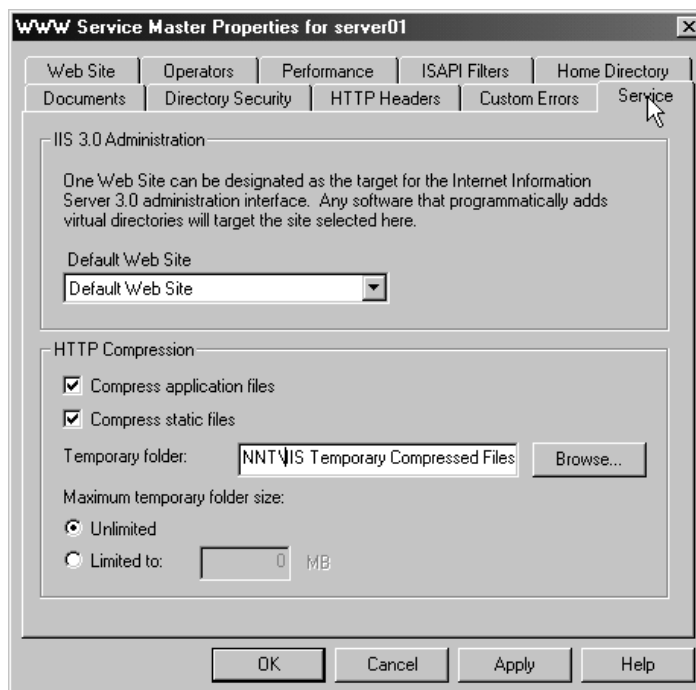 WWW Service Master Properties for server01
Web Site Operators Performance ISAPI Filters Home Directory
Documents Directory Security HTTP Headers Custom Errors Service
IIS 3.0 Administration
One Web Site can be designated as the target for the Internet Information
Server 3.0 administration interface. Any software that programmatically adds
virtual directories will target the site selected here.
Default Web Site
Default Web Site
HTTP Compression
Compress application files
Compress static files
Temporary folder: NNT\IIS Temporary Compressed Files Browse...
Maximum temporary folder size:
Unlimited
Limited to: 0 MB
OK Cancel Apply Help